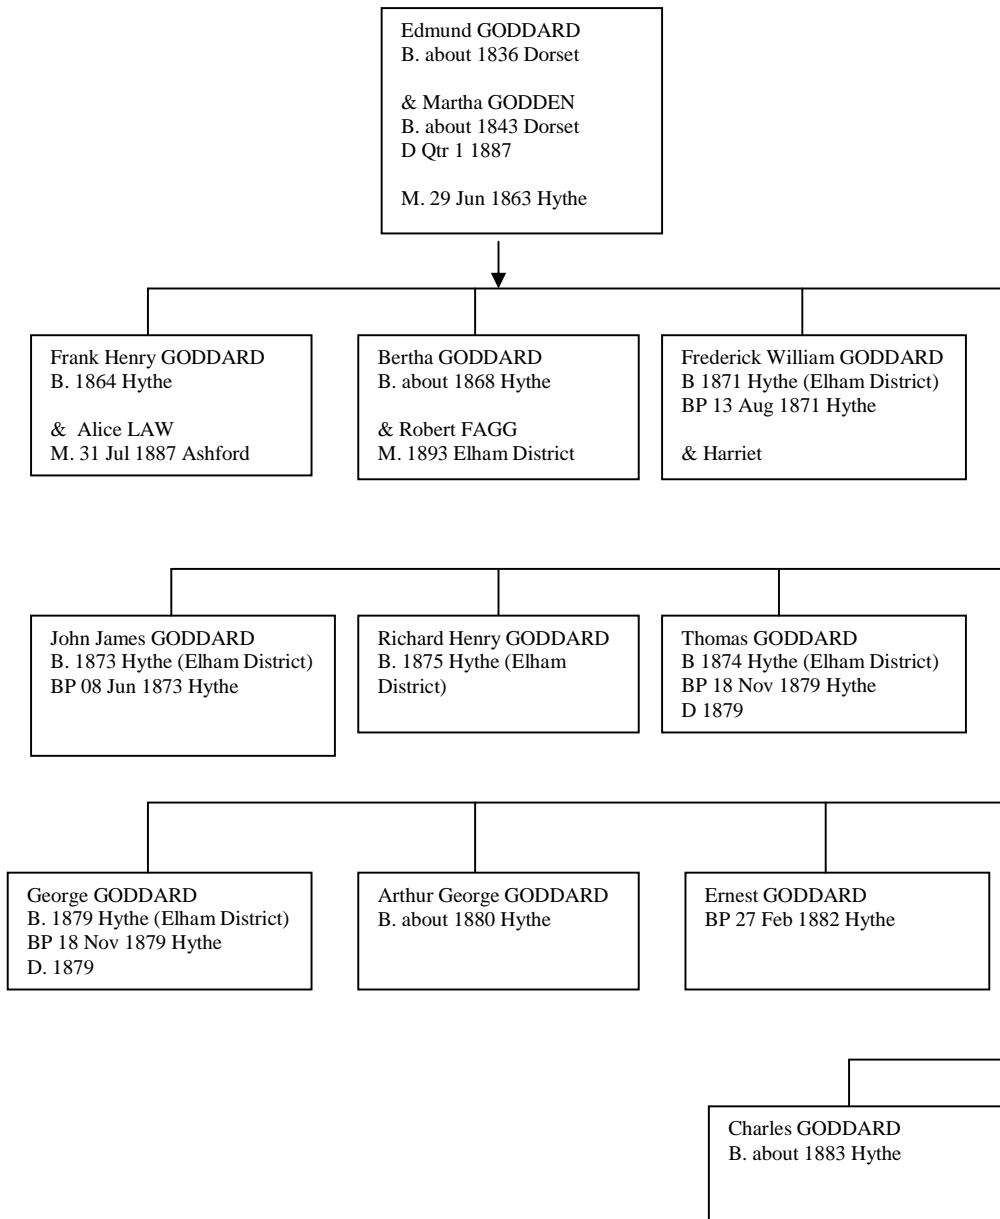 Edmund GODDARD
B. about 1836 Dorset
& Martha GODDEN
B. about 1843 Dorset
D Qtr 1 1887
M. 29 Jun 1863 Hythe
Frank Henry GODDARD
B. 1864 Hythe
& Alice LAW
M. 31 Jul 1887 Ashford
Bertha GODDARD
B. about 1868 Hythe
& Robert FAGG
M. 1893 Elham District
Frederick William GODDARD
B 1871 Hythe (Elham District)
BP 13 Aug 1871 Hythe
& Harriet
John James GODDARD
B. 1873 Hythe (Elham District)
BP 08 Jun 1873 Hythe
Richard Henry GODDARD
B. 1875 Hythe (Elham
District)
Thomas GODDARD
B 1874 Hythe (Elham District)
BP 18 Nov 1879 Hythe
D 1879
George GODDARD
B. 1879 Hythe (Elham District)
BP 18 Nov 1879 Hythe
D. 1879
Arthur George GODDARD
B. about 1880 Hythe
Ernest GODDARD
BP 27 Feb 1882 Hythe
Charles GODDARD
B. about 1883 Hythe